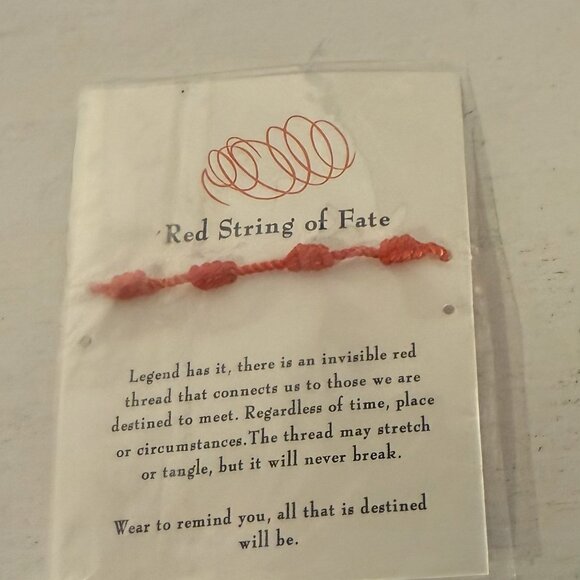 Red String of Fate
Legend has it, there is an invisible red
thread that connects us to those we are
destined to meet. Regardless of time, place
or circumstances.The thread may stretch
or tangle, but it will never break.
Wear to remind you, all that is destined
will be.